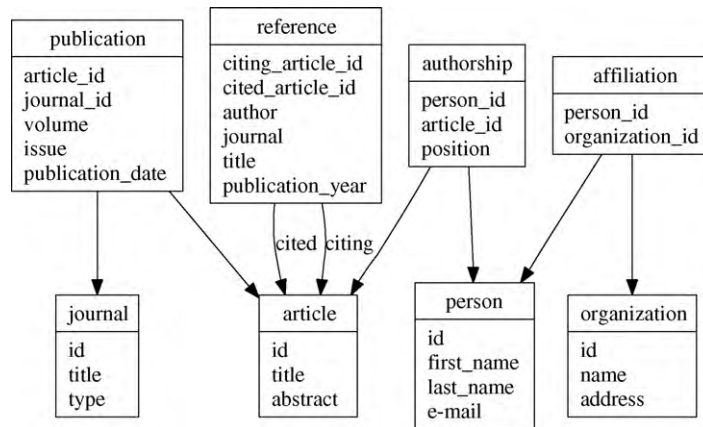 publication
article_id
journal_id
volume
issue
publication_date
reference
citing_article_id
cited_article_id
author
journal
title
publication_year
authorship
person_id
article_id
position
affiliation
person_id
organization_id
cited
citing
journal
id
title
type
article
id
title
abstract
person
id
first_name
last_name
e-mail
organization
id
name
address